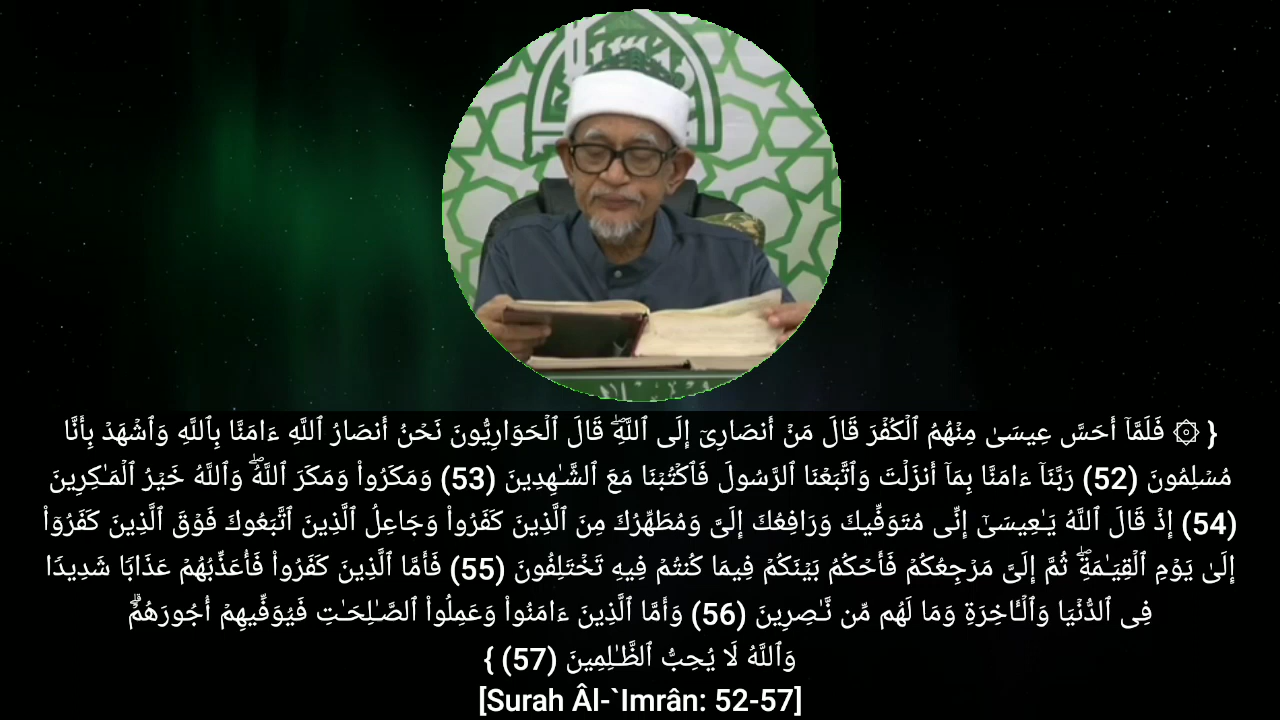 { ۞ فَلَمَّآ أَحَسَّ عِيسَىٰ مِنۡهُمُ ٱلۡكُفۡرَ قَالَ مَنۡ أَنصَارِيٓ إِلَى ٱللَّهِۖ قَالَ ٱلۡحَوَارِيُّونَ نَحۡنُ أَنصَارُ ٱللَّهِ ءَامَنَّا بِٱللَّهِ وَٱشۡهَدۡ بِأَنَّا
مُسۡلِمُونَ (52) رَبَّنَآ ءَامَنَّا بِمَآ أَنزَلۡتَ وَٱتَّبَعۡنَا ٱلرَّسُولَ فَٱكۡتُبۡنَا مَعَ ٱلشَّـٰهِدِينَ (53) وَمَكَرُواْ وَمَكَرَ ٱللَّهُۖ وَٱللَّهُ خَيۡرُ ٱلۡمَـٰكِرِينَ
(54) إِذۡ قَالَ ٱللَّهُ يَـٰعِيسَىٰٓ إِنِّى مُتَوَفِّيكَ وَرَافِعُكَ إِلَىَّ وَمُطَهِّرُكَ مِنَ ٱلَّذِينَ كَفَرُواْ وَجَاعِلُ ٱلَّذِينَ ٱتَّبَعُوكَ فَوۡقَ ٱلَّذِينَ كَفَرُوٓاْ
إِلَىٰ يَوۡمِ ٱلۡقِيَـٰمَةِۖ ثُمَّ إِلَىَّ مَرۡجِعُكُمۡ فَأَحۡكُمُ بَيۡنَكُمۡ فِيمَا كُنتُمۡ فِيهِ تَخۡتَلِفُونَ (55) فَأَمَّا ٱلَّذِينَ كَفَرُواْ فَأُعَذِّبُهُمۡ عَذَابًا شَدِيدًا
فِى ٱلدُّنۡيَا وَٱلۡـَٔاخِرَةِ وَمَا لَهُم مِّن نَّـٰصِرِينَ (56) وَأَمَّا ٱلَّذِينَ ءَامَنُواْ وَعَمِلُواْ ٱلصَّـٰلِحَـٰتِ فَيُوَفِّيهِمۡ أُجُورَهُمۡۗ
وَٱللَّهُ لَا يُحِبُّ ٱلظَّـٰلِمِينَ (57) }
[Surah Âl-`Imrân: 52-57]